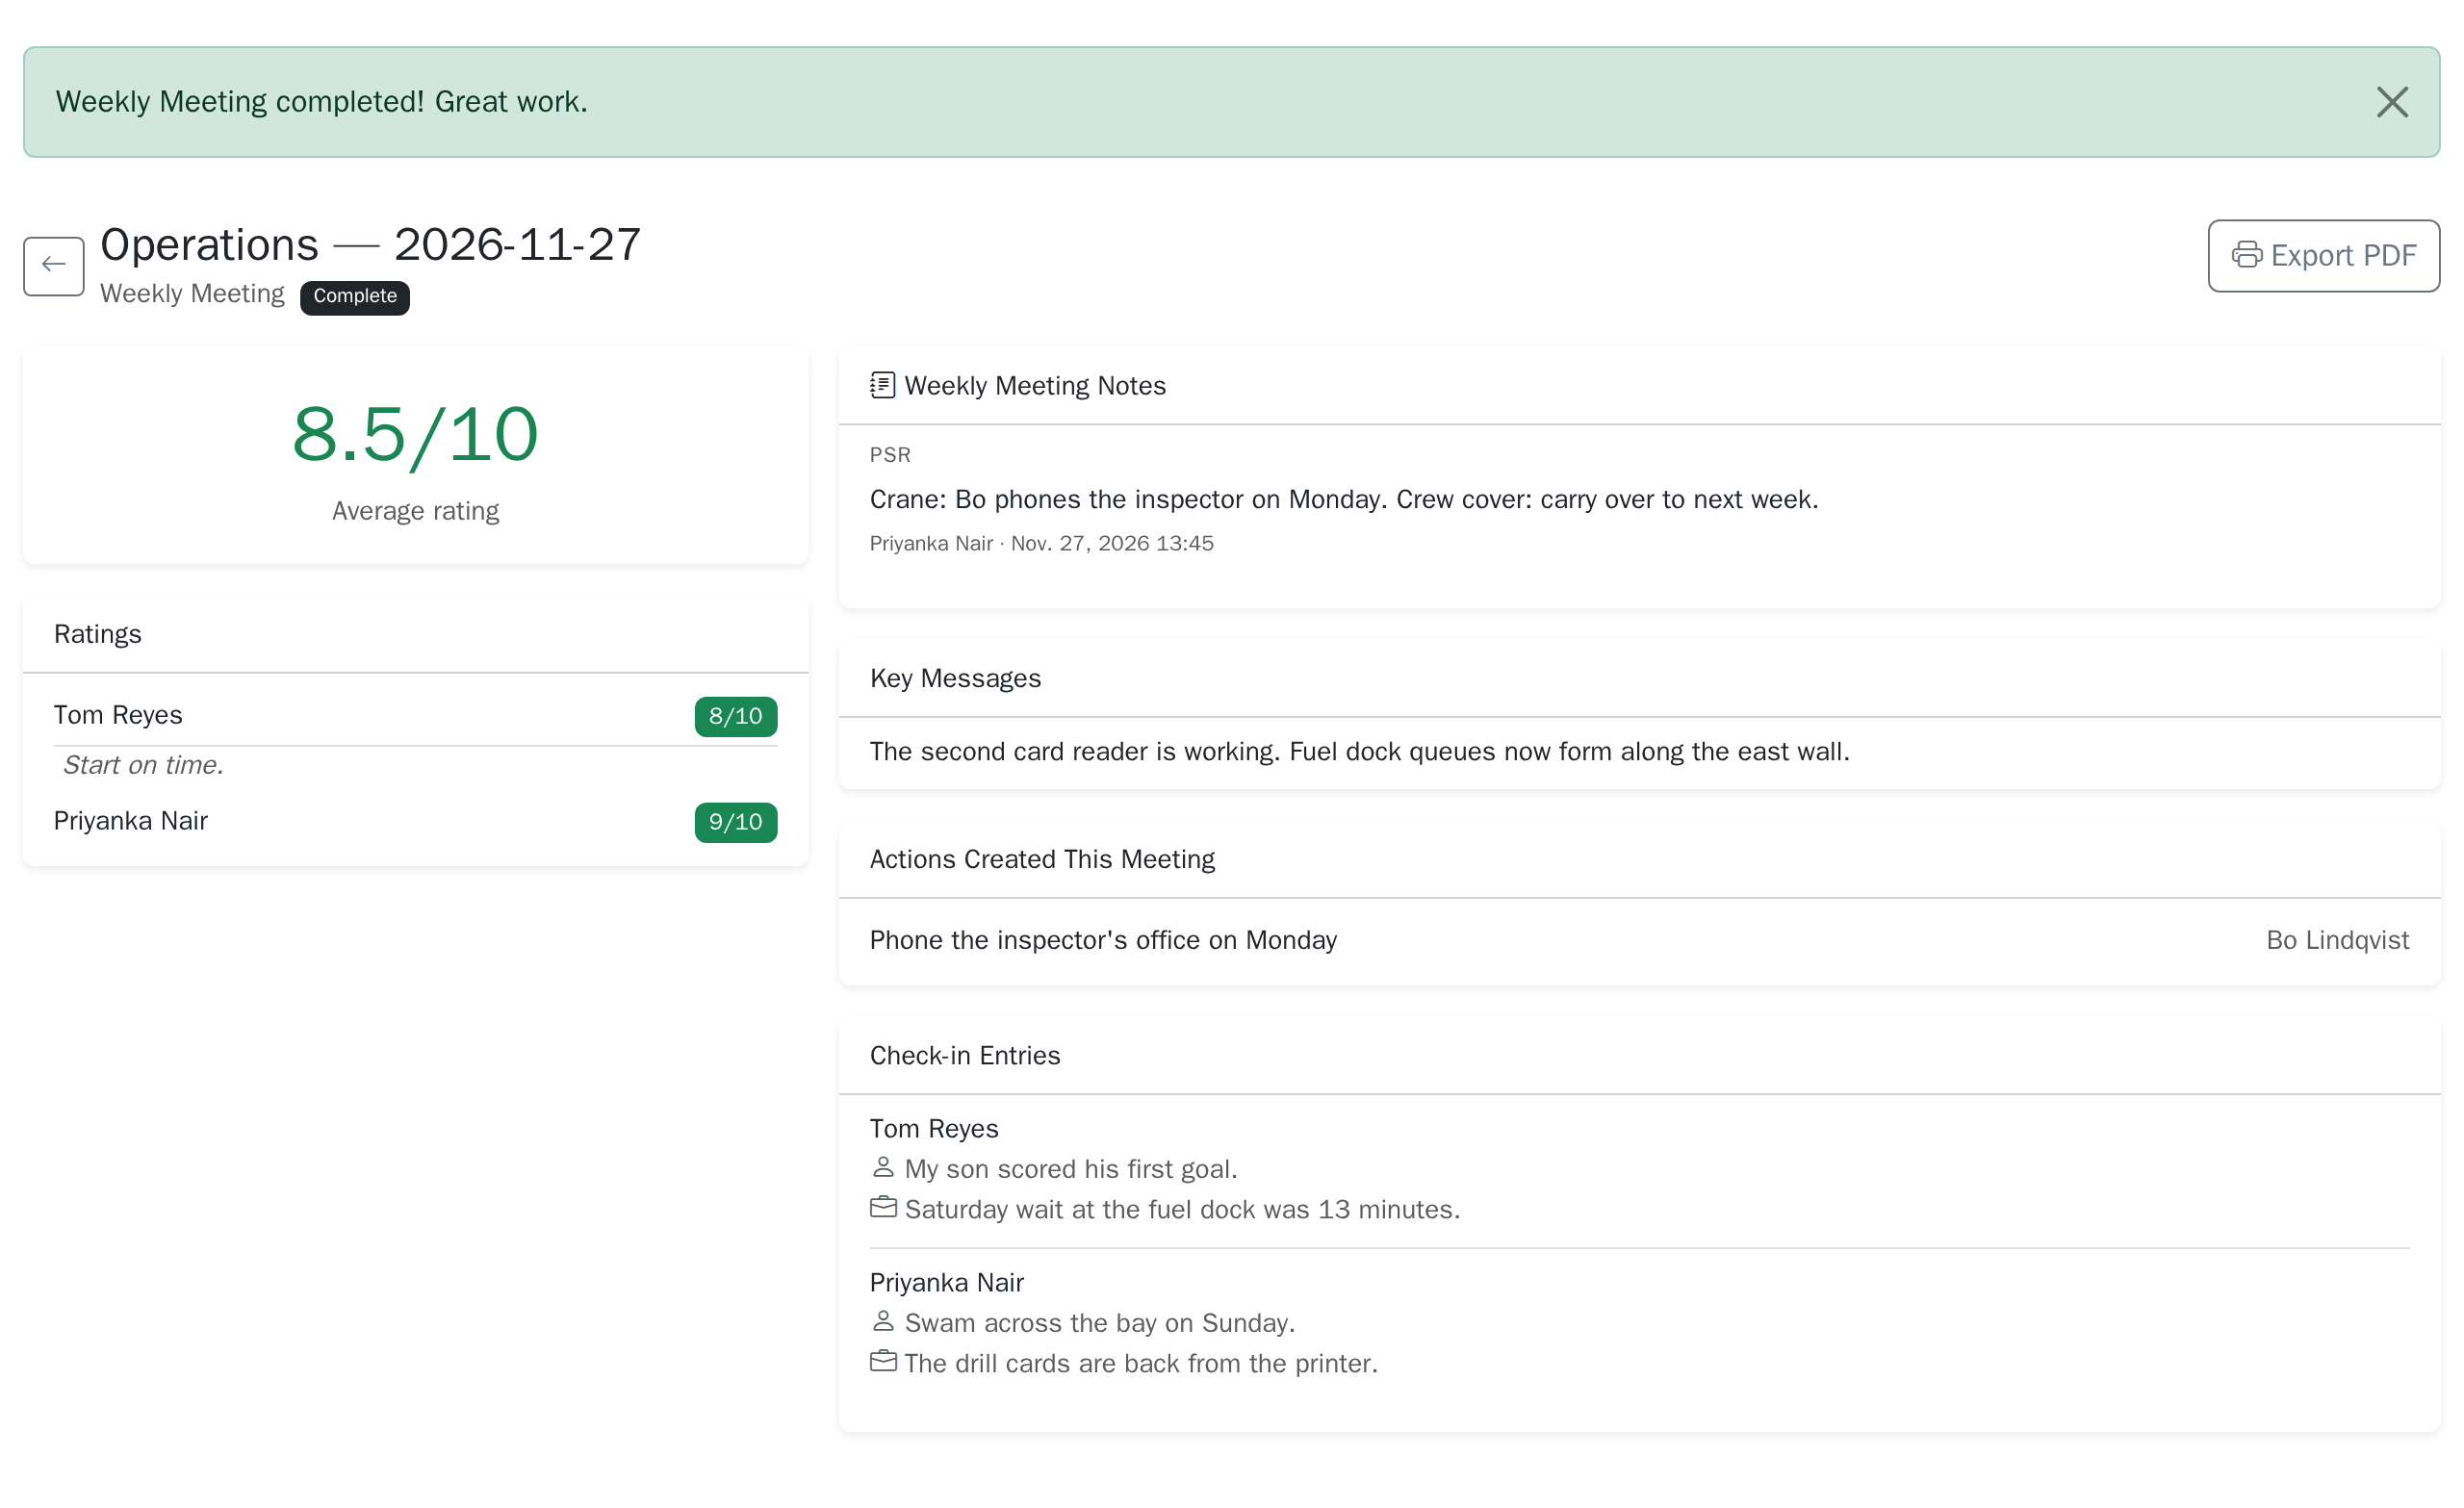 Weekly Meeting completed! Great work.
Operations — 2026-11-27
Weekly Meeting Complete
Export PDF
8.5/10
Average rating
Ratings
Tom Reyes 8/10
Start on time.
Priyanka Nair 9/10
Weekly Meeting Notes
PSR
Crane: Bo phones the inspector on Monday. Crew cover: carry over to next week.
Priyanka Nair · Nov. 27, 2026 13:45
Key Messages
The second card reader is working. Fuel dock queues now form along the east wall.
Actions Created This Meeting
Phone the inspector's office on Monday Bo Lindqvist
Check-in Entries
Tom Reyes
My son scored his first goal.
Saturday wait at the fuel dock was 13 minutes.
Priyanka Nair
Swam across the bay on Sunday.
The drill cards are back from the printer.